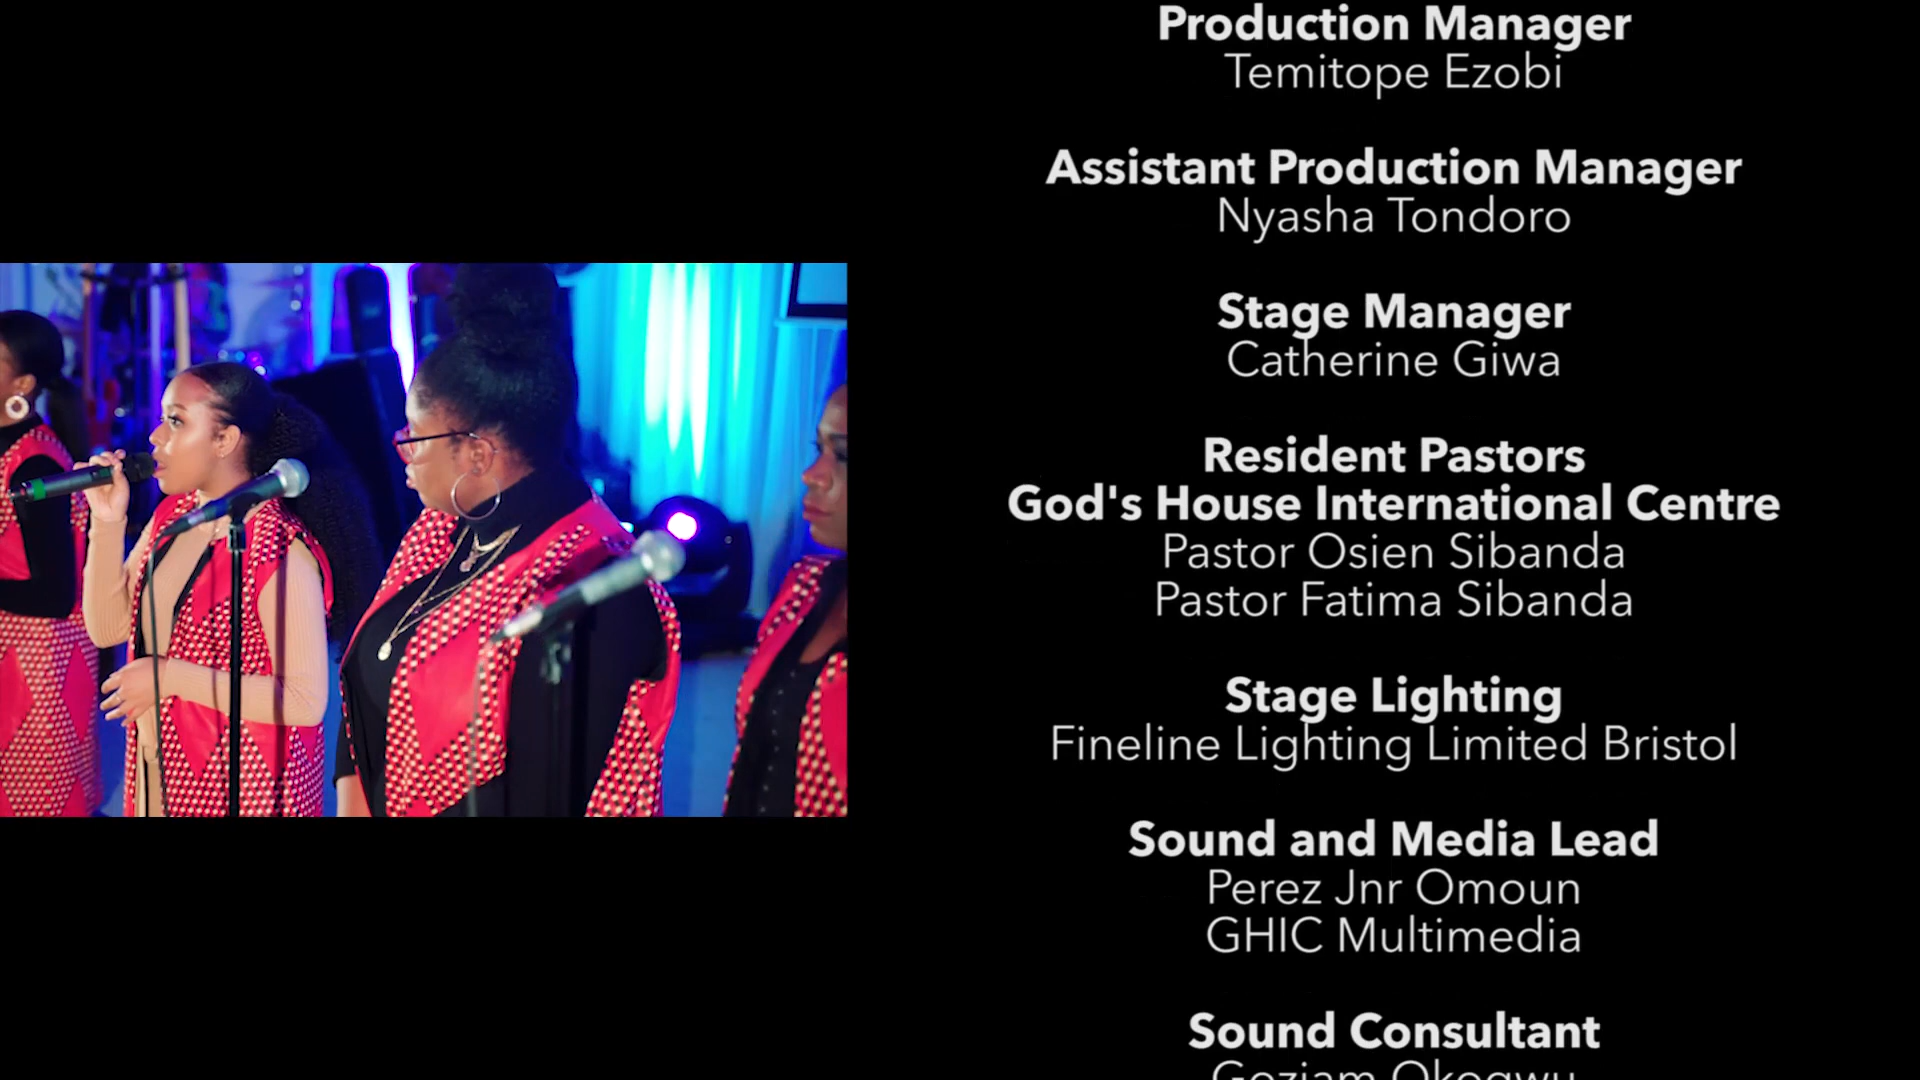 Production Manager
Temitope Ezobi
Assistant Production Manager
Nyasha Tondoro
Stage Manager
Catherine Giwa
Resident Pastors
God's House International Centre
Pastor Osien Sibanda
Pastor Fatima Sibanda
Stage Lighting
Fineline Lighting Limited Bristol
Sound and Media Lead
Perez Jnr Omoun
GHIC Multimedia
Sound Consultant